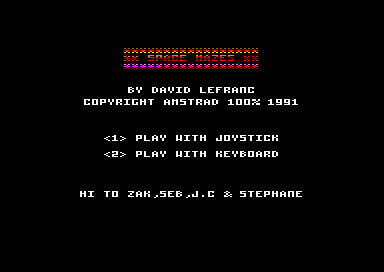 *******************
** SPACE MAZES **
*******************
BY DAVID LEFRANC
COPYRIGHT AMSTRAD 100% 1991
<1> PLAY WITH JOYSTICK
<2> PLAY WITH KEYBOARD
HI TO ZAK,SEB,J.C & STEPHANE